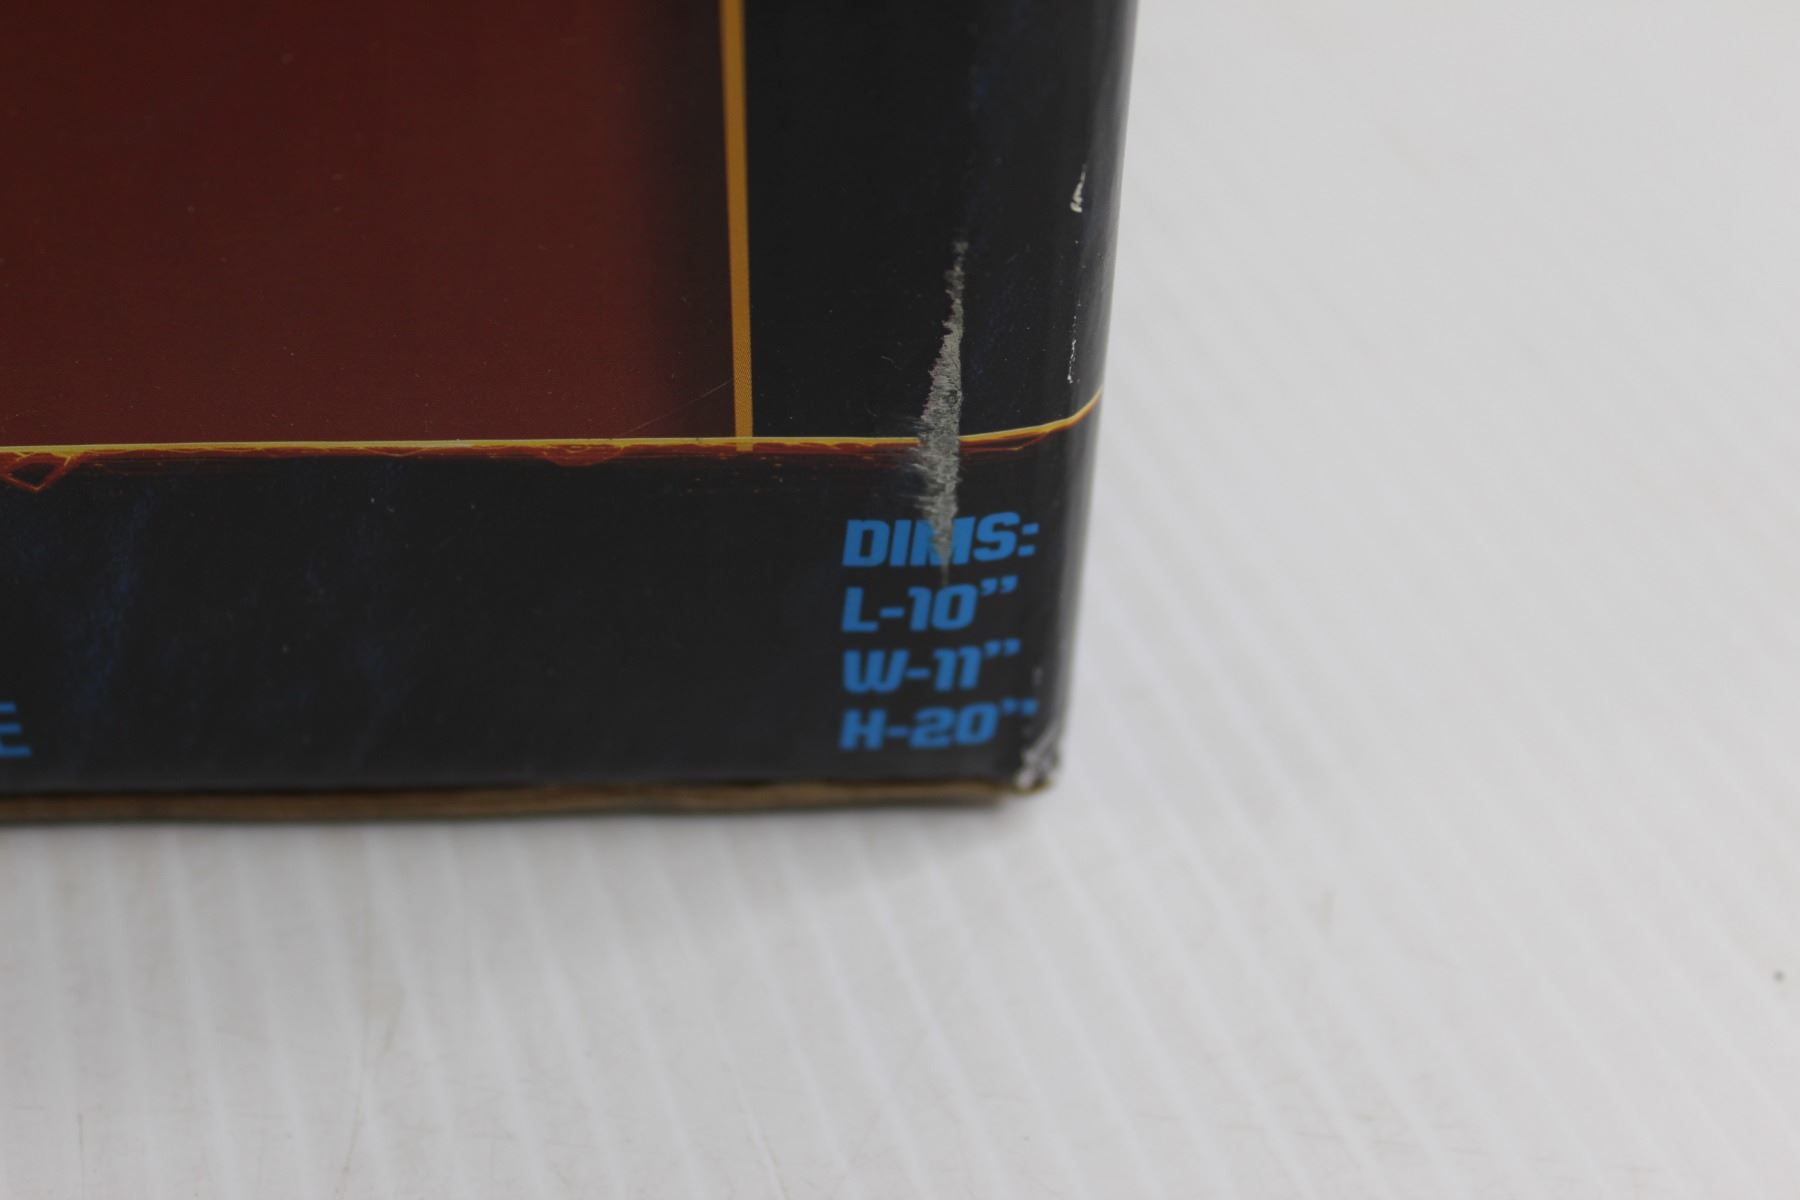 DIMS:
L-10”
W-11”
H-20”
E